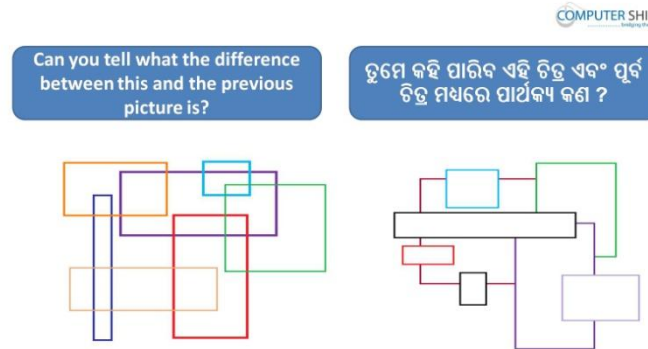 COMPUTER SHI
Can you tell what the difference
between this and the previous
picture is?
ତୁମେ କହି ପାରିବ ଏହି ଚିତ୍ର ଏବଂ ପୂର୍ବ
ଚିତ୍ର ମଧ୍ୟରେ ପାର୍ଥକ୍ୟ କଣ ?